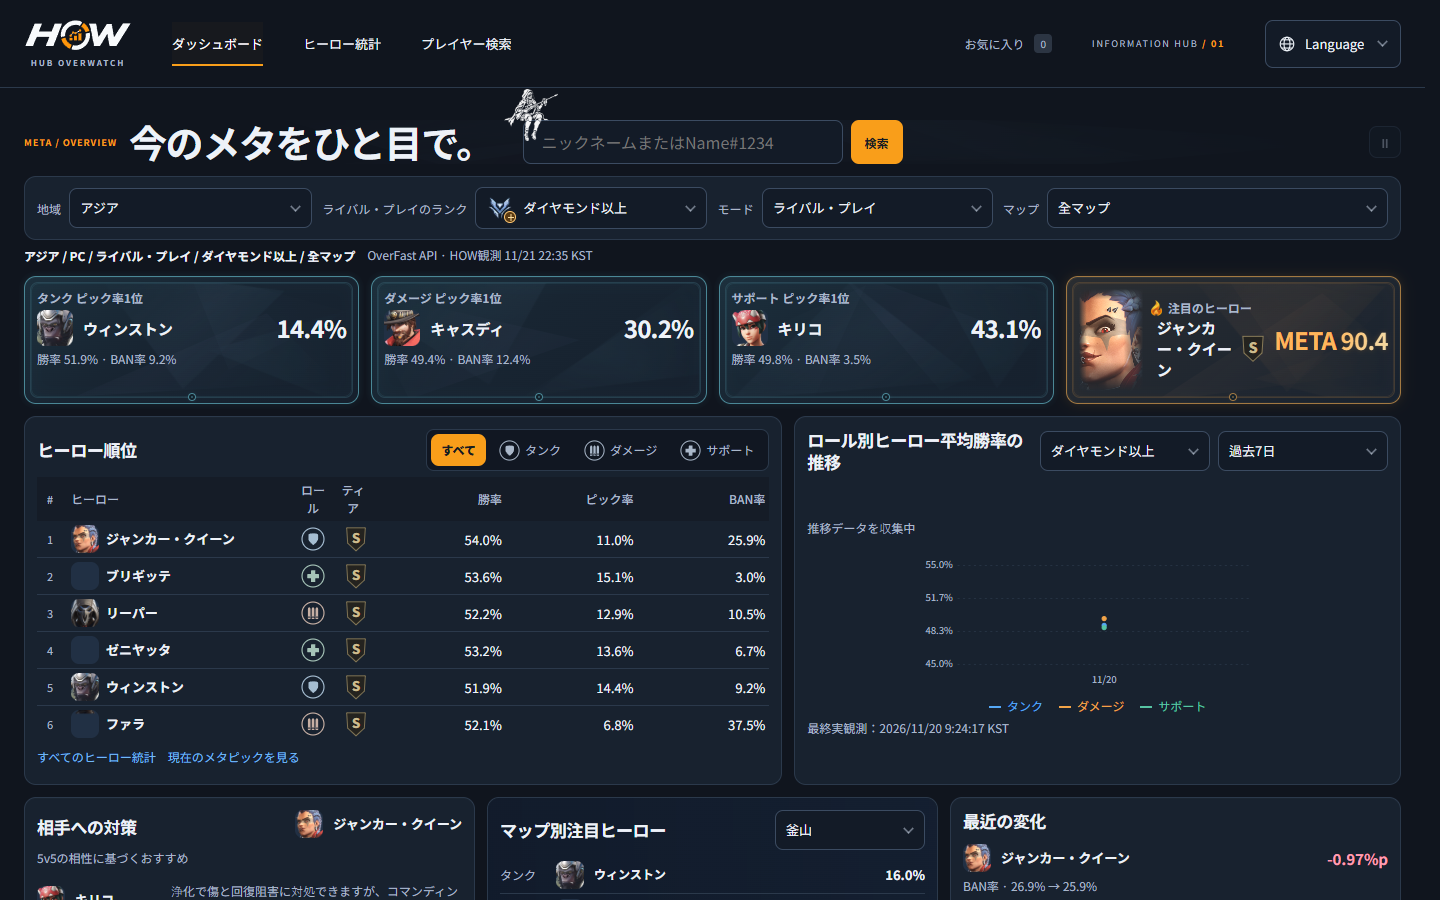 HOW
HUB OVERWATCH
ダッシュボード
ヒーロー統計
プレイヤー検索
お気に入り 0
INFORMATION HUB / 01
Language
META / OVERVIEW
今のメタをひと目で。
ニックネームまたはName#1234
検索
地域
アジア
ライバル・プレイのランク
ダイヤモンド以上
モード
ライバル・プレイ
マップ
全マップ
アジア / PC / ライバル・プレイ / ダイヤモンド以上 / 全マップ
OverFast API · HOW観測 11/21 22:35 KST
タンク ピック率1位
ウィンストン
14.4%
勝率 51.9% · BAN率 9.2%
ダメージ ピック率1位
キャスディ
30.2%
勝率 49.4% · BAN率 12.4%
サポート ピック率1位
キリコ
43.1%
勝率 49.8% · BAN率 3.5%
注目のヒーロー
ジャンカ
ー・クイー
ン
S
META 90.4
ヒーロー順位
すべて
タンク
ダメージ
サポート
# ヒーロー ロー ティ 勝率 ピック率 BAN率
ル ア
1 ジャンカー・クイーン S 54.0% 11.0% 25.9%
2 ブリギッテ S 53.6% 15.1% 3.0%
3 リーパー S 52.2% 12.9% 10.5%
4 ゼニヤッタ S 53.2% 13.6% 6.7%
5 ウィンストン S 51.9% 14.4% 9.2%
6 ファラ S 52.1% 6.8% 37.5%
すべてのヒーロー統計 現在のメタピックを見る
ロール別ヒーロー平均勝率の
推移
ダイヤモンド以上
過去7日
推移データを収集中
55.0%
51.7%
48.3%
45.0%
11/20
タンク ダメージ サポート
最終実観測：2026/11/20 9:24:17 KST
相手への対策
ジャンカー・クイーン
5v5の相性に基づくおすすめ
キリコ
浄化で傷と回復阻害に対処できますが、コマンディン
マップ別注目ヒーロー
釜山
タンク ウィンストン 16.0%
最近の変化
ジャンカー・クイーン
-0.97%p
BAN率 · 26.9% → 25.9%